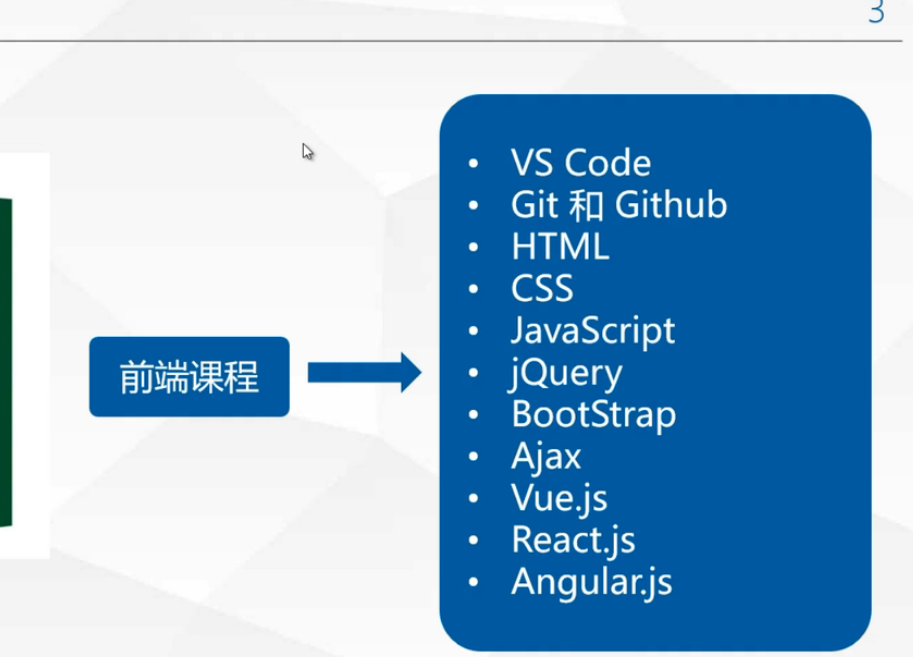 3
前端课程
• VS Code
• Git 和 Github
• HTML
• CSS
• JavaScript
• jQuery
• BootStrap
• Ajax
• Vue.js
• React.js
• Angular.js